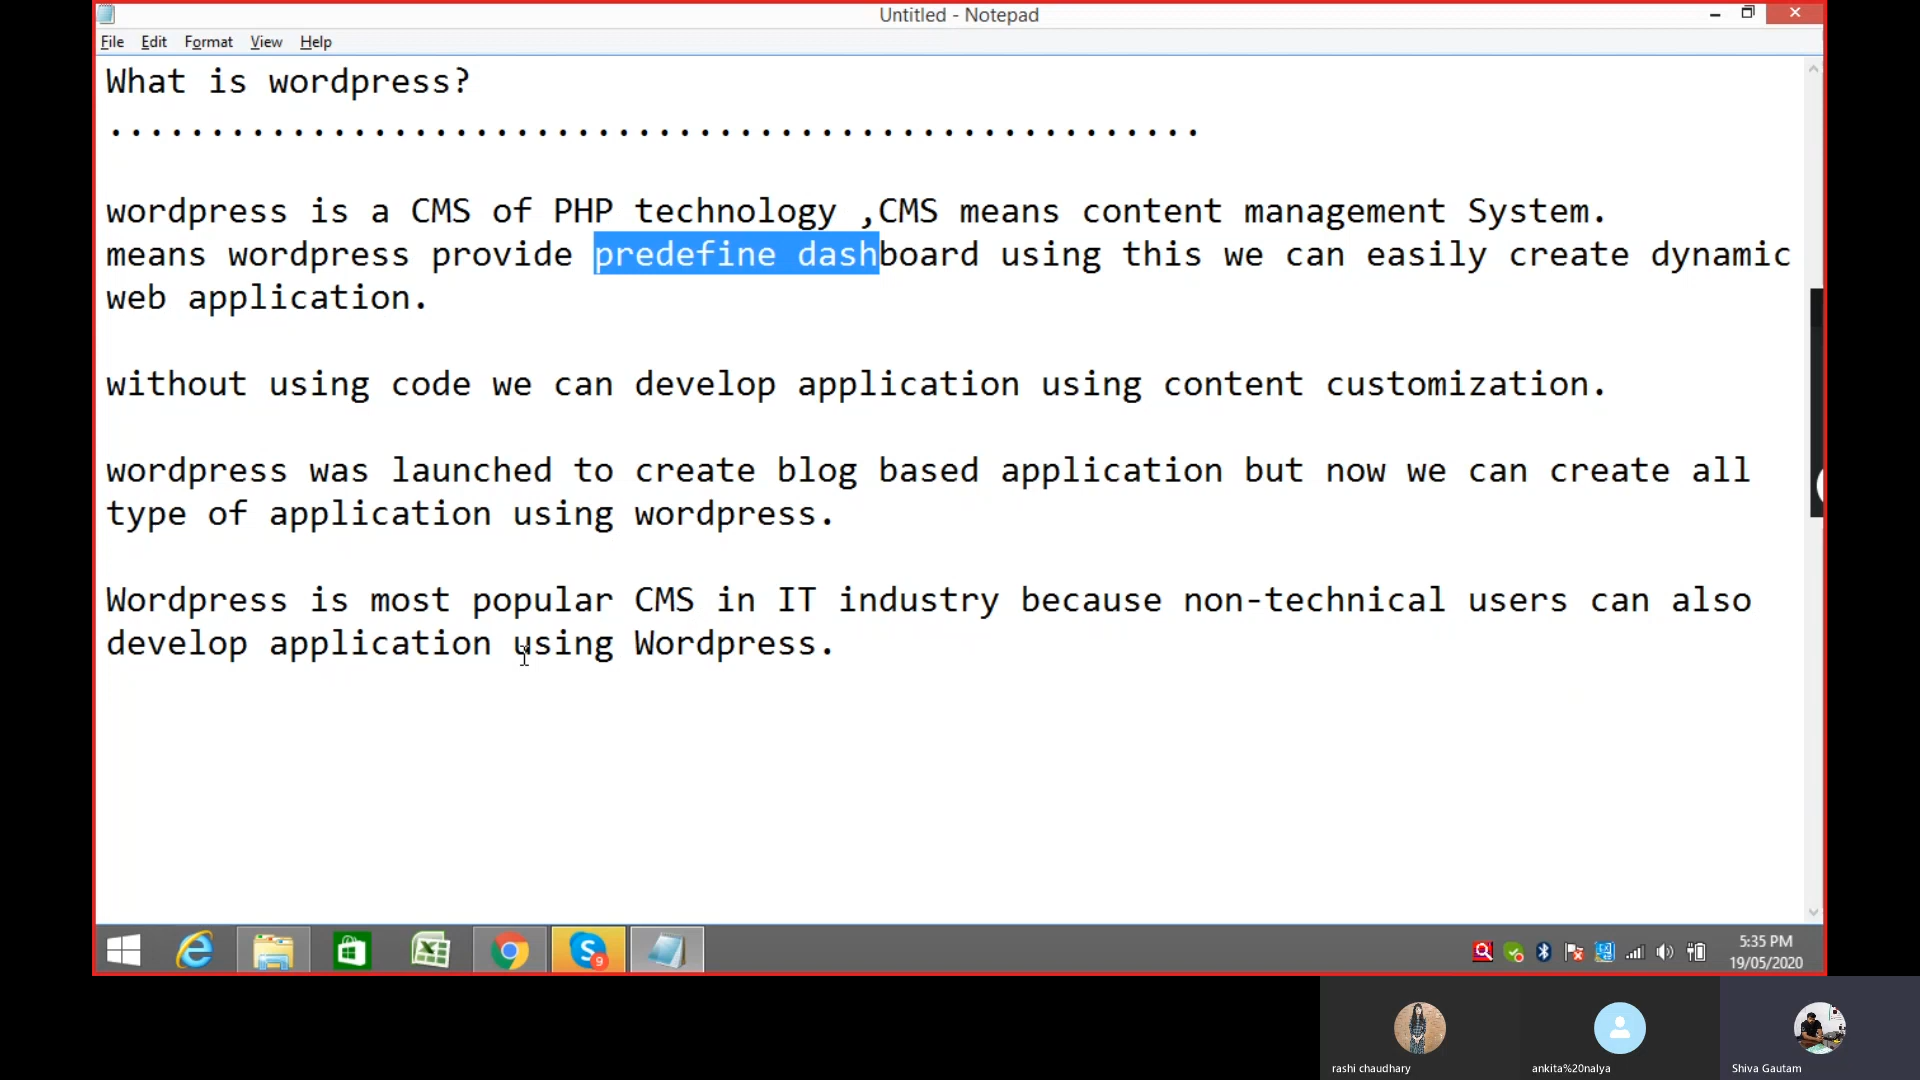 Untitled - Notepad
File Edit Format View Help
What is wordpress?
......................................................
wordpress is a CMS of PHP technology ,CMS means content management System.
means wordpress provide predefine dashboard using this we can easily create dynamic
web application.
without using code we can develop application using content customization.
wordpress was launched to create blog based application but now we can create all
type of application using wordpress.
Wordpress is most popular CMS in IT industry because non-technical users can also
develop application using Wordpress.
9
5:35 PM
19/05/2020
rashi chaudhary ankita%20nalya Shiva Gautam